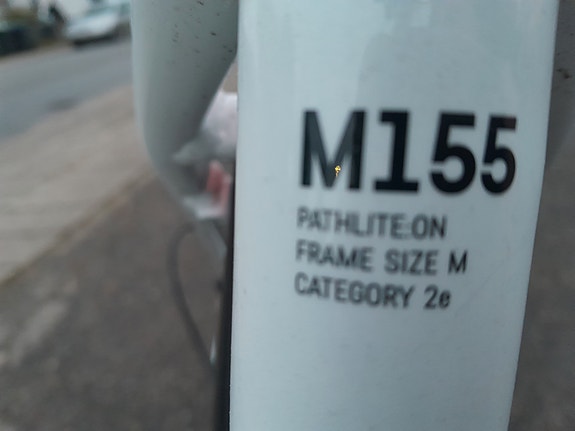 M155
PATHLITE:ON
FRAME SIZE M
CATEGORY 2e